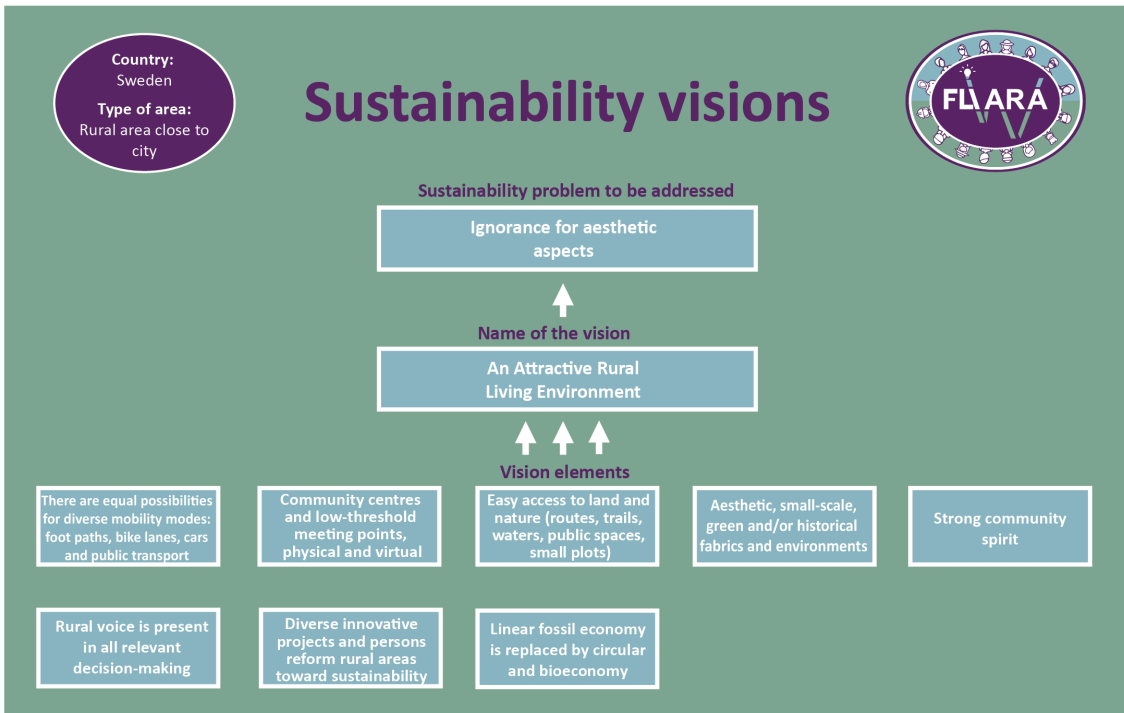 Country:
Sweden
Type of area:
Rural area close to
city
Sustainability visions
FLIARA
Sustainability problem to be addressed
Ignorance for aesthetic
aspects
Name of the vision
An Attractive Rural
Living Environment
Vision elements
There are equal possibilities
for diverse mobility modes:
foot paths, bike lanes, cars
and public transport
Community centres
and low-threshold
meeting points,
physical and virtual
Easy access to land and
nature (routes, trails,
waters, public spaces,
small plots)
Aesthetic, small-scale,
green and/or historical
fabrics and environments
Strong community
spirit
Rural voice is present
in all relevant
decision-making
Diverse innovative
projects and persons
reform rural areas
toward sustainability
Linear fossil economy
is replaced by circular
and bioeconomy